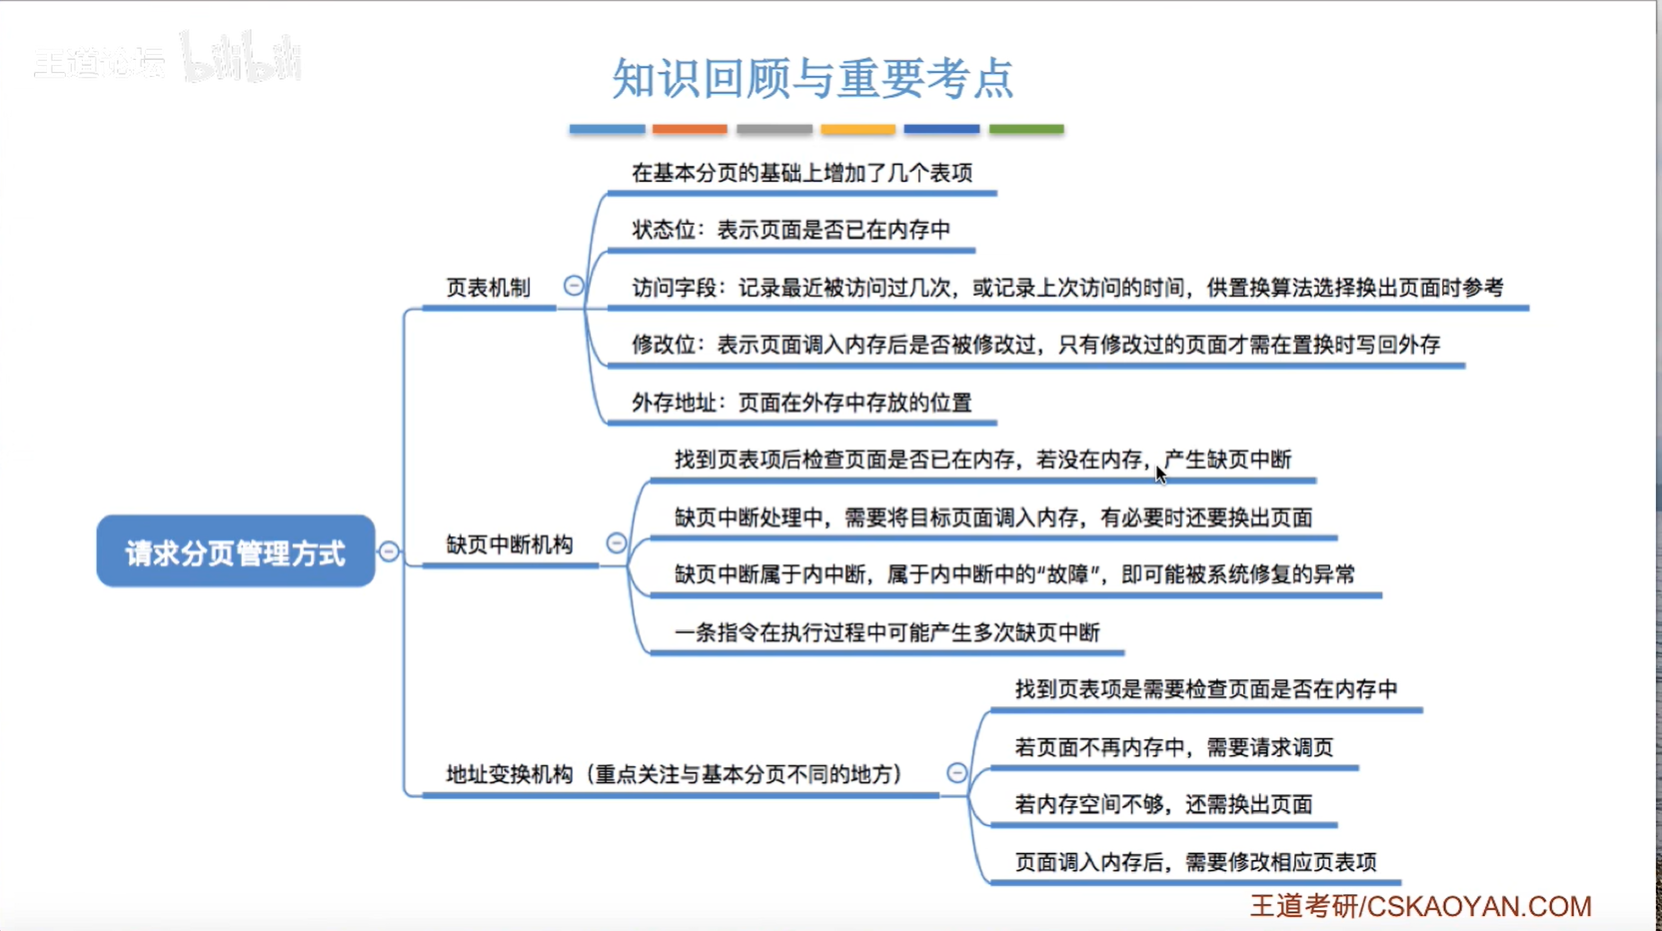 王道论坛 bilibili
知识回顾与重要考点
在基本分页的基础上增加了几个表项
状态位：表示页面是否已在内存中
页表机制
访问字段：记录最近被访问过几次，或记录上次访问的时间，供置换算法选择换出页面时参考
修改位：表示页面调入内存后是否被修改过，只有修改过的页面才需在置换时写回外存
外存地址：页面在外存中存放的位置
找到页表项后检查页面是否已在内存，若没在内存，产生缺页中断
缺页中断处理中，需要将目标页面调入内存，有必要时还要换出页面
请求分页管理方式
缺页中断机构
缺页中断属于内中断，属于内中断中的“故障”，即可能被系统修复的异常
一条指令在执行过程中可能产生多次缺页中断
找到页表项是需要检查页面是否在内存中
若页面不再内存中，需要请求调页
地址变换机构（重点关注与基本分页不同的地方）
若内存空间不够，还需换出页面
页面调入内存后，需要修改相应页表项
王道考研/CSKAOYAN.COM